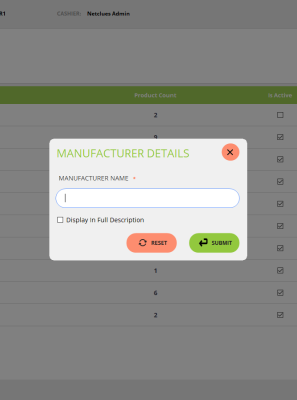 R1 CASHIER: Netclues Admin
Product Count Is Active
2
9
MANUFACTURER DETAILS
MANUFACTURER NAME *
Display In Full Description
RESET SUBMIT
1
6
2